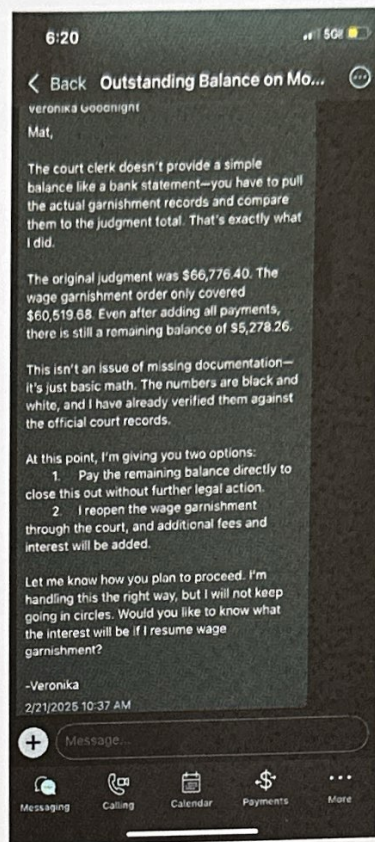 6:20
5G
Back Outstanding Balance on Mo...
Veronika Goodnight
Mat,
The court clerk doesn't provide a simple
balance like a bank statement—you have to pull
the actual garnishment records and compare
them to the judgment total. That's exactly what
I did.
The original judgment was $66,776.40. The
wage garnishment order only covered
$60,519.68. Even after adding all payments,
there is still a remaining balance of $5,278.26.
This isn't an issue of missing documentation—
it's just basic math. The numbers are black and
white, and I have already verified them against
the official court records.
At this point, I'm giving you two options:
1. Pay the remaining balance directly to
close this out without further legal action.
2. I reopen the wage garnishment
through the court, and additional fees and
interest will be added.
Let me know how you plan to proceed. I'm
handling this the right way, but I will not keep
going in circles. Would you like to know what
the interest will be if I resume wage
garnishment?
-Veronika
2/21/2025 10:37 AM
Message...
Messaging Calling Calendar Payments More